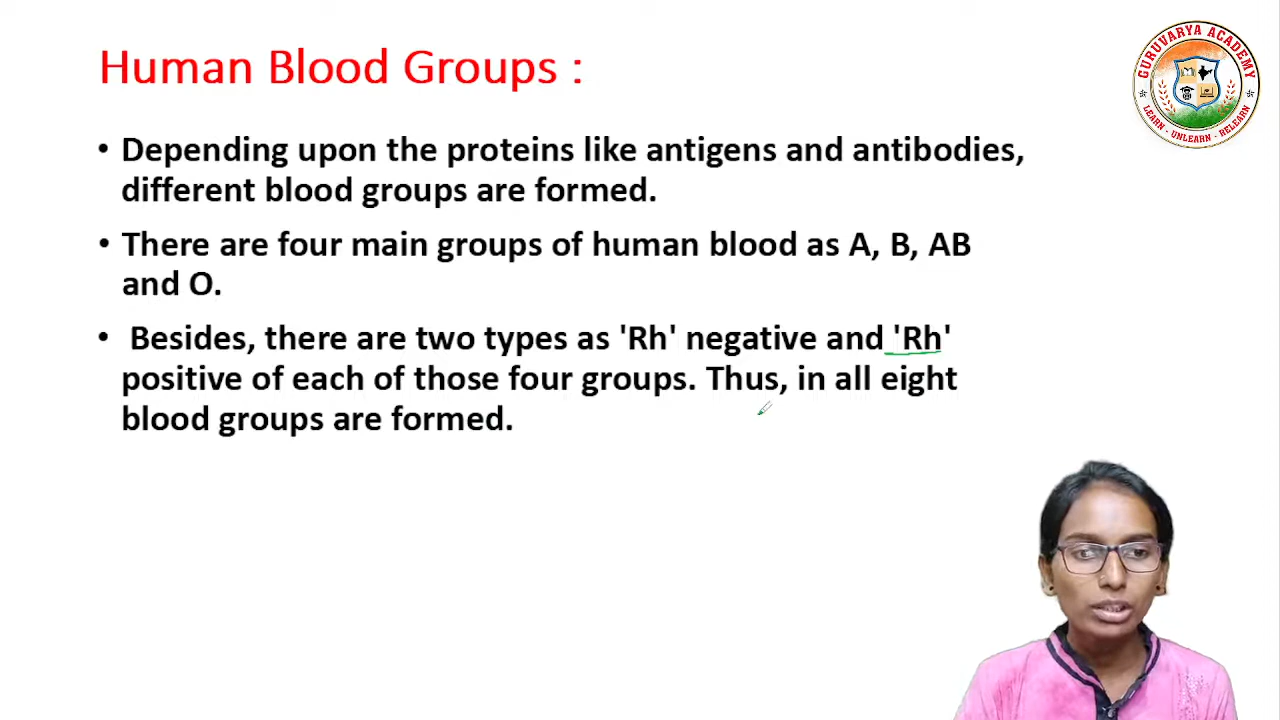 Human Blood Groups :
GURUVARYA ACADEMY
LEARN - UNLEARN - RELEARN
• Depending upon the proteins like antigens and antibodies,
different blood groups are formed.
• There are four main groups of human blood as A, B, AB
and O.
• Besides, there are two types as 'Rh' negative and 'Rh'
positive of each of those four groups. Thus, in all eight
blood groups are formed.